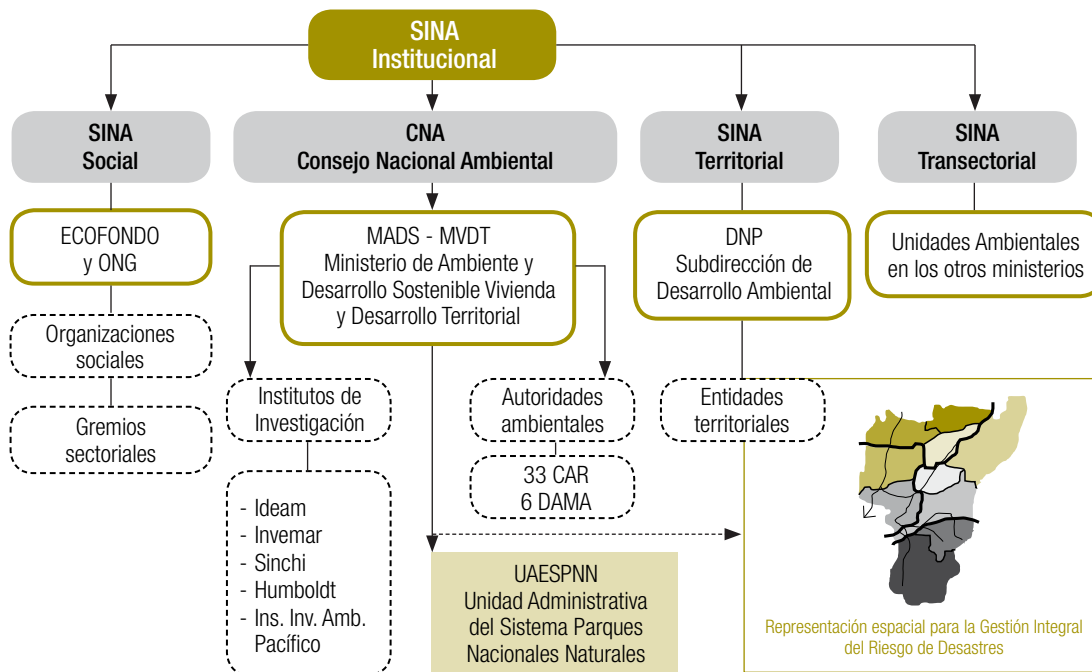 SINA
Institucional
SINA
Social
CNA
Consejo Nacional Ambiental
SINA
Territorial
SINA
Transectorial
ECOFONDO
y ONG
MADS - MVDT
Ministerio de Ambiente y
Desarrollo Sostenible Vivienda
y Desarrollo Territorial
DNP
Subdirección de
Desarrollo Ambiental
Unidades Ambientales
en los otros ministerios
Organizaciones
sociales
Gremios
sectoriales
Institutos de
Investigación
Autoridades
ambientales
Entidades
territoriales
33 CAR
6 DAMA
- Ideam
- Invemar
- Sinchi
- Humboldt
- Ins. Inv. Amb.
Pacífico
UAESPNN
Unidad Administrativa
del Sistema Parques
Nacionales Naturales
Representación espacial para la Gestión Integral
del Riesgo de Desastres